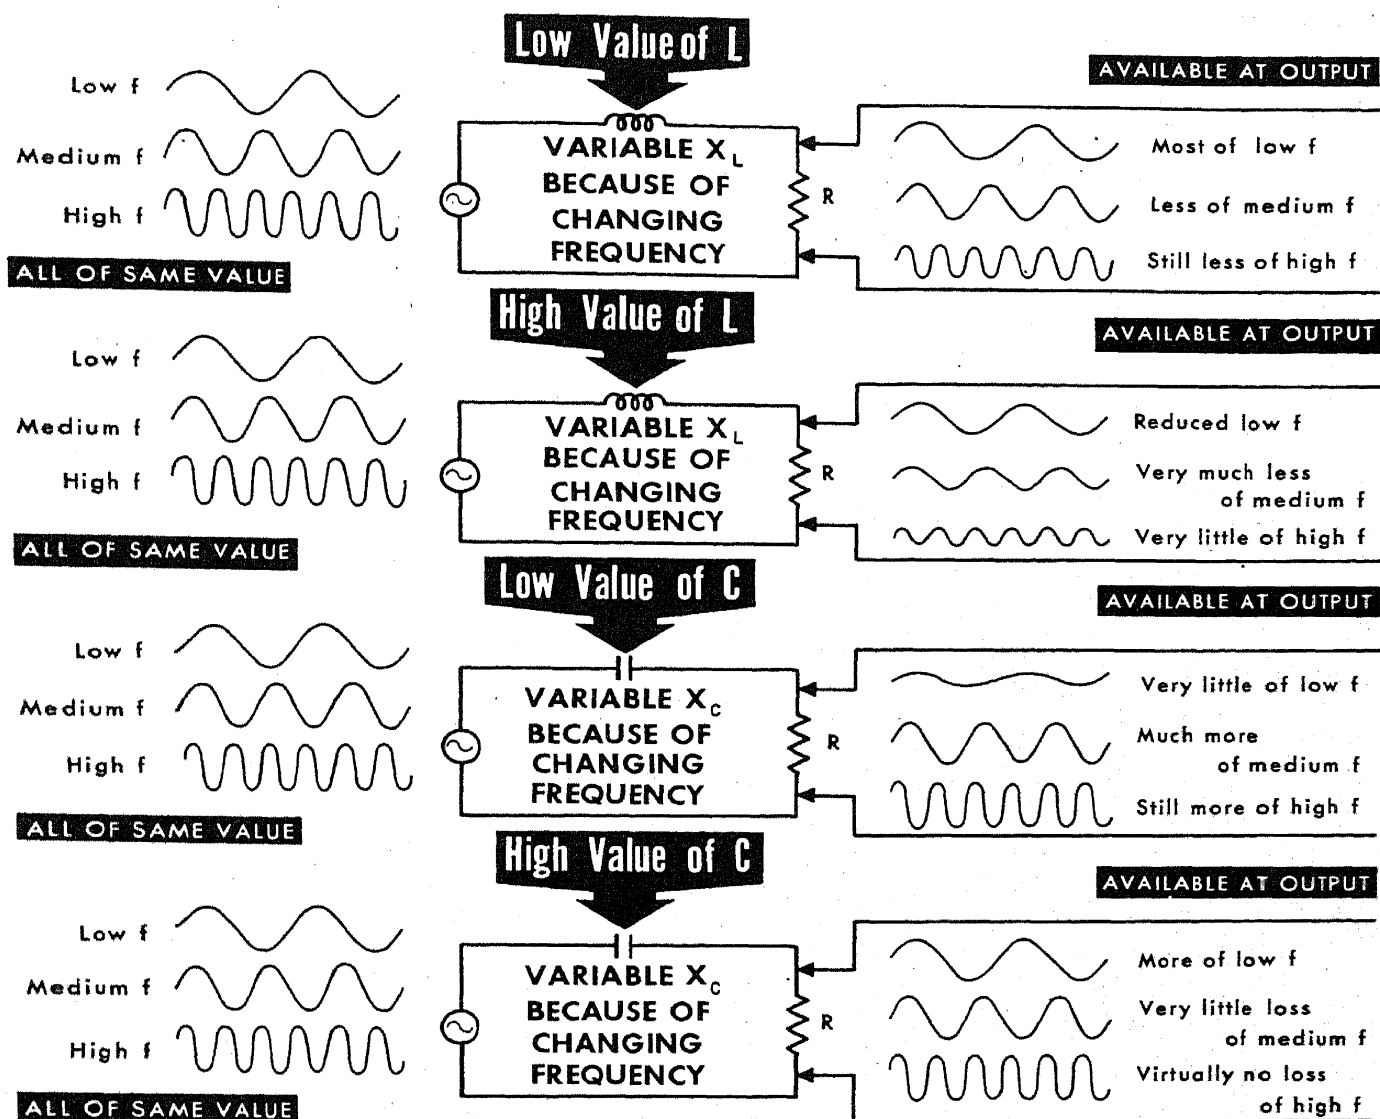 Low Value of L
AVAILABLE AT OUTPUT
Low f
Medium f
High f
ALL OF SAME VALUE
VARIABLE XL
BECAUSE OF
CHANGING
FREQUENCY
R
Most of low f
Less of medium f
Still less of high f
High Value of L
AVAILABLE AT OUTPUT
Low f
Medium f
High f
ALL OF SAME VALUE
VARIABLE XL
BECAUSE OF
CHANGING
FREQUENCY
R
Reduced low f
Very much less
of medium f
Very little of high f
Low Value of C
AVAILABLE AT OUTPUT
Low f
Medium f
High f
ALL OF SAME VALUE
VARIABLE XC
BECAUSE OF
CHANGING
FREQUENCY
R
Very little of low f
Much more
of medium f
Still more of high f
High Value of C
AVAILABLE AT OUTPUT
Low f
Medium f
High f
ALL OF SAME VALUE
VARIABLE XC
BECAUSE OF
CHANGING
FREQUENCY
R
More of low f
Very little loss
of medium f
Virtually no loss
of high f